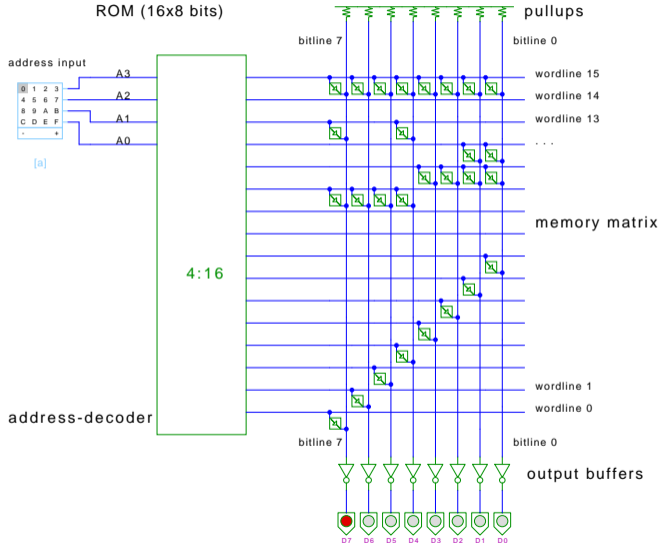 ROM (16x8 bits)
pullups
bitline 7
bitline 0
address input
0 1 2 3
4 5 6 7
8 9 A B
C D E F
- +
[a]
A3
A2
A1
A0
wordline 15
wordline 14
wordline 13
. . .
memory matrix
4:16
wordline 1
wordline 0
address-decoder
bitline 7
bitline 0
output buffers
D7 D6 D5 D4 D3 D2 D1 D0